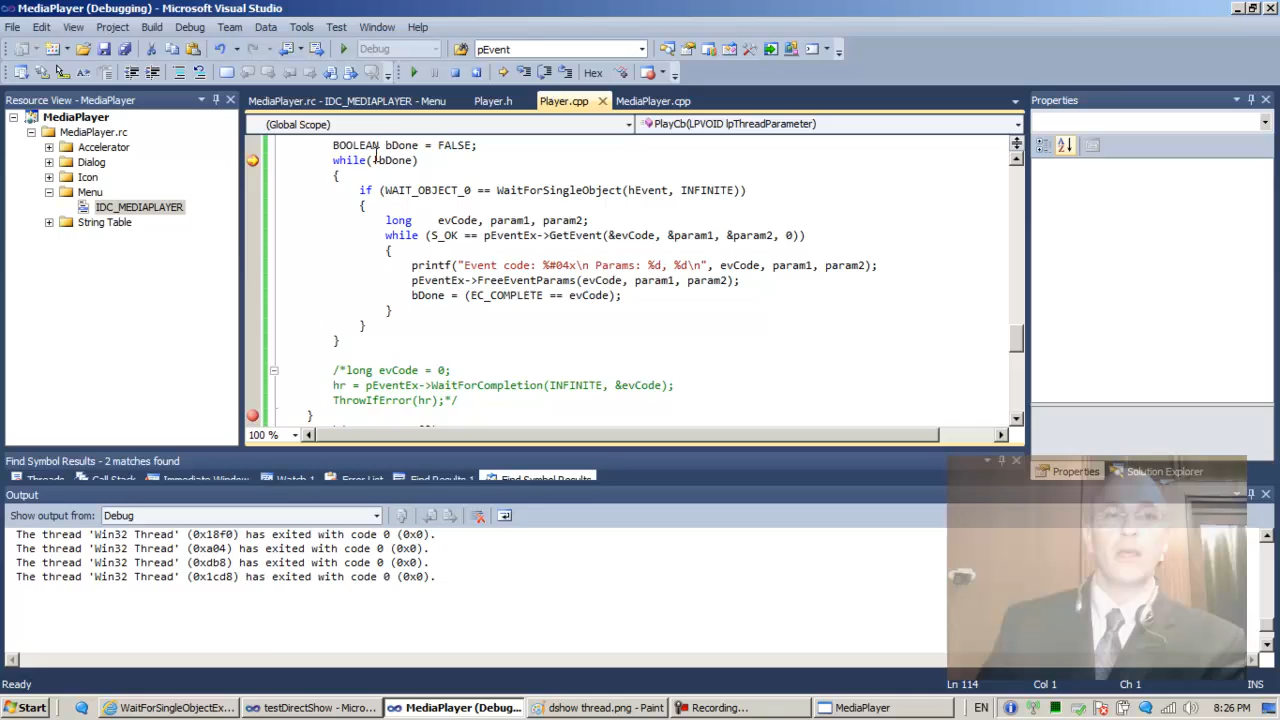 MediaPlayer (Debugging) - Microsoft Visual Studio
File Edit View Project Build Debug Team Data Tools Test Window Help
Debug pEvent
Hex
Resource View - MediaPlayer
MediaPlayer.rc - IDC_MEDIAPLAYER - Menu Player.h Player.cpp MediaPlayer.cpp
Properties
MediaPlayer
MediaPlayer.rc
Accelerator
Dialog
Icon
Menu
IDC_MEDIAPLAYER
String Table
(Global Scope) PlayCb(LPVOID lpThreadParameter)
BOOLEAN bDone = FALSE;
while(!bDone)
{
if (WAIT_OBJECT_0 == WaitForSingleObject(hEvent, INFINITE))
{
long evCode, param1, param2;
while (S_OK == pEventEx->GetEvent(&evCode, &param1, &param2, 0))
{
printf("Event code: %#04x\n Params: %d, %d\n", evCode, param1, param2);
pEventEx->FreeEventParams(evCode, param1, param2);
bDone = (EC_COMPLETE == evCode);
}
}
}
/*long evCode = 0;
hr = pEventEx->WaitForCompletion(INFINITE, &evCode);
ThrowIfError(hr);*/
}
100 %
Find Symbol Results - 2 matches found
Threads Call Stack Immediate Window Watch 1 Error List Find Results 1 Find Symbol Results
Properties Solution Explorer
Output
Show output from: Debug
The thread 'Win32 Thread' (0x18f0) has exited with code 0 (0x0).
The thread 'Win32 Thread' (0xa04) has exited with code 0 (0x0).
The thread 'Win32 Thread' (0xdb8) has exited with code 0 (0x0).
The thread 'Win32 Thread' (0x1cd8) has exited with code 0 (0x0).
Ready Ln 114 Col 1 Ch 1 INS
Start WaitForSingleObjectEx... testDirectShow - Micros... MediaPlayer (Debug... dshow thread.png - Paint Recording... MediaPlayer EN 8:26 PM